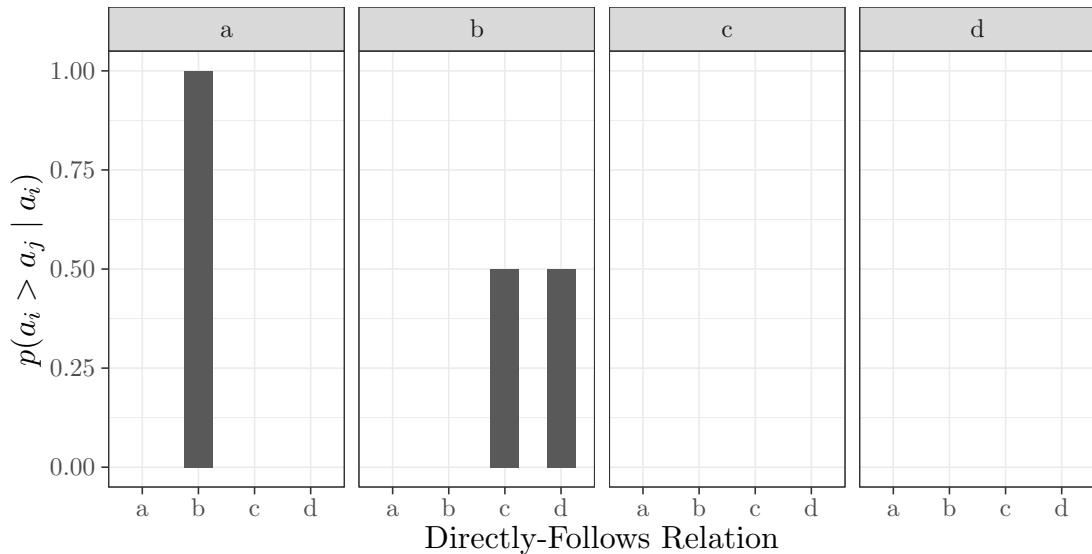 a b c d
1.00
0.75
0.50
0.25
0.00
p(a_i > a_j | a_i)
a b c d a b c d a b c d a b c d
Directly-Follows Relation